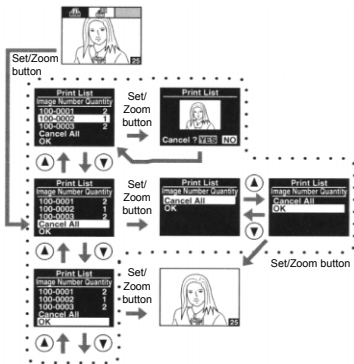 25
Set/Zoom
button
Print List
Image Number Quantity
100-0001 2
100-0002 1
100-0003 2
Cancel All
OK
Set/
Zoom
button
Print List
Cancel ? YES NO
Print List
Image Number Quantity
100-0001 2
100-0002 1
100-0003 2
Cancel All
OK
Set/
Zoom
button
Print List
Image Number Quantity
Cancel All
OK
Print List
Image Number Quantity
Cancel All
OK
Set/Zoom button
Print List
Image Number Quantity
100-0001 2
100-0002 1
100-0003 2
Cancel All
OK
Set/
Zoom
button
25